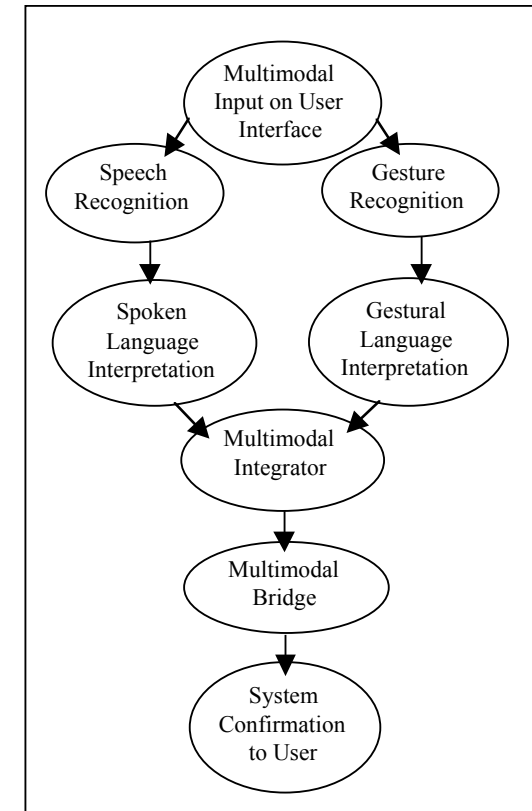 Multimodal
Input on User
Interface
Speech
Recognition
Gesture
Recognition
Spoken
Language
Interpretation
Gestural
Language
Interpretation
Multimodal
Integrator
Multimodal
Bridge
System
Confirmation
to User